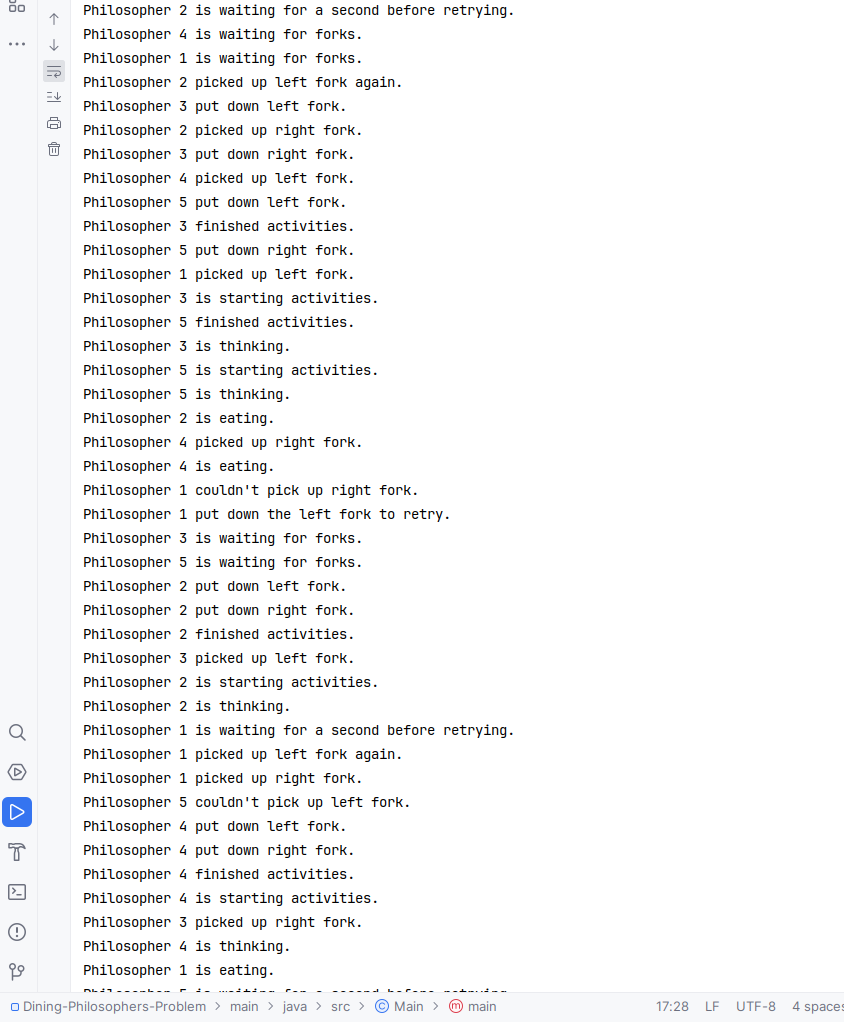 Philosopher 2 is waiting for a second before retrying.
Philosopher 4 is waiting for forks.
Philosopher 1 is waiting for forks.
Philosopher 2 picked up left fork again.
Philosopher 3 put down left fork.
Philosopher 2 picked up right fork.
Philosopher 3 put down right fork.
Philosopher 4 picked up left fork.
Philosopher 5 put down left fork.
Philosopher 3 finished activities.
Philosopher 5 put down right fork.
Philosopher 1 picked up left fork.
Philosopher 3 is starting activities.
Philosopher 5 finished activities.
Philosopher 3 is thinking.
Philosopher 5 is starting activities.
Philosopher 5 is thinking.
Philosopher 2 is eating.
Philosopher 4 picked up right fork.
Philosopher 4 is eating.
Philosopher 1 couldn't pick up right fork.
Philosopher 1 put down the left fork to retry.
Philosopher 3 is waiting for forks.
Philosopher 5 is waiting for forks.
Philosopher 2 put down left fork.
Philosopher 2 put down right fork.
Philosopher 2 finished activities.
Philosopher 3 picked up left fork.
Philosopher 2 is starting activities.
Philosopher 2 is thinking.
Philosopher 1 is waiting for a second before retrying.
Philosopher 1 picked up left fork again.
Philosopher 1 picked up right fork.
Philosopher 5 couldn't pick up left fork.
Philosopher 4 put down left fork.
Philosopher 4 put down right fork.
Philosopher 4 finished activities.
Philosopher 4 is starting activities.
Philosopher 3 picked up right fork.
Philosopher 4 is thinking.
Philosopher 1 is eating.
Philosopher 5 is waiting for a second before retrying.
Dining-Philosophers-Problem > main > java > src > C Main > m main 17:28 LF UTF-8 4 spaces